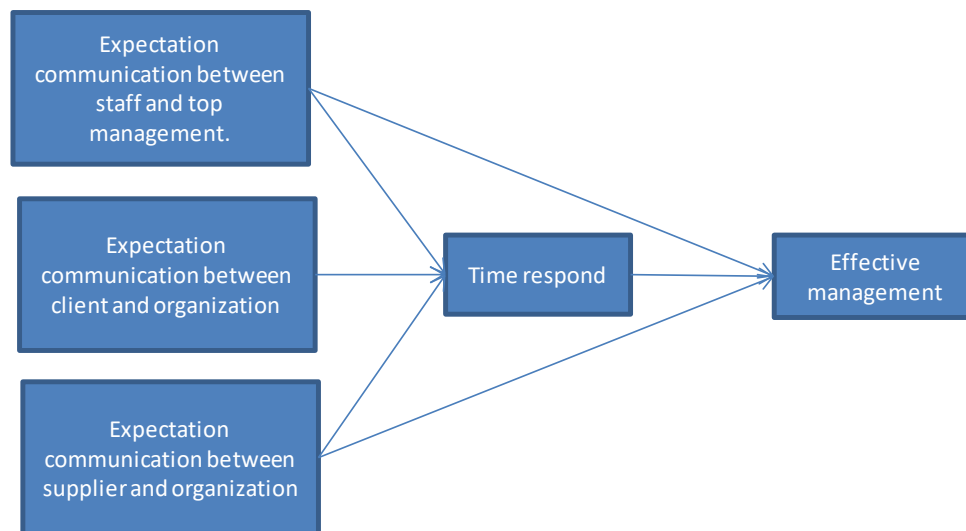 Expectation
communication between
staff and top
management.
Expectation
communication between
client and organization
Time respond
Effective
management
Expectation
communication between
supplier and organization